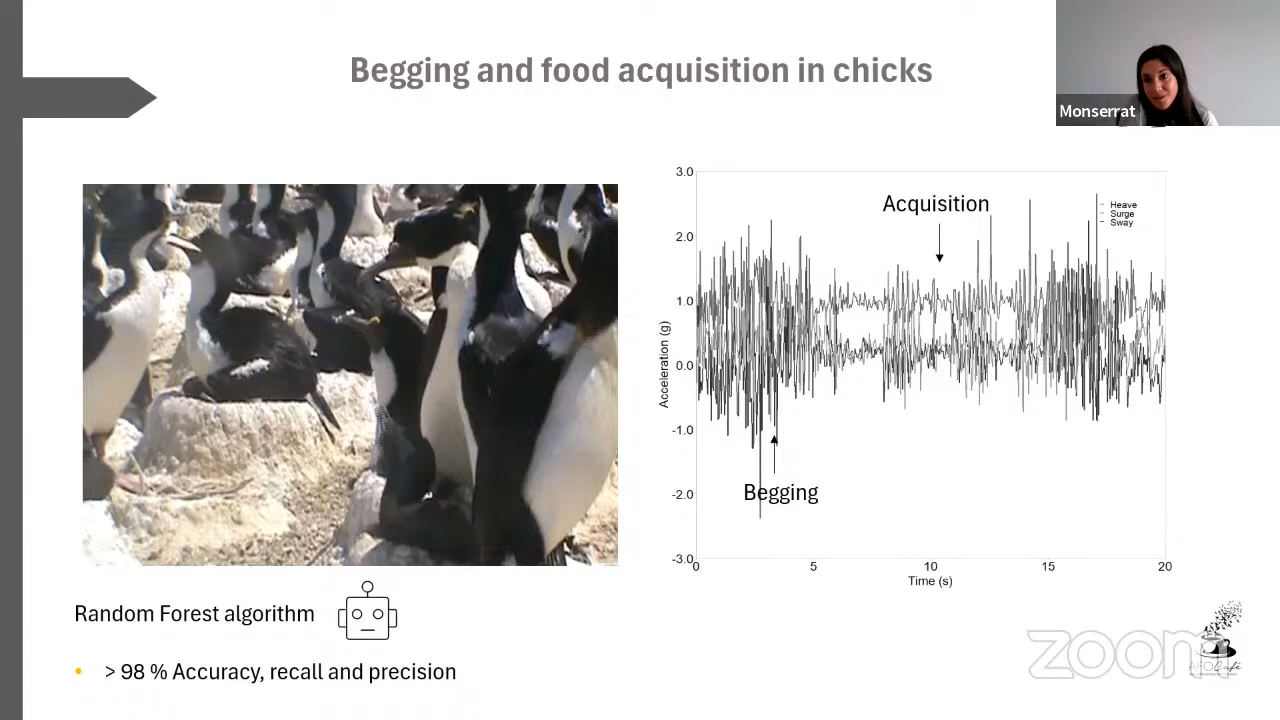 Begging and food acquisition in chicks
Monserrat
3.0
2.0
1.0
0.0
-1.0
-2.0
-3.0
Acceleration (g)
Acquisition
Heave
Surge
Sway
Begging
0 5 10 15 20
Time (s)
Random Forest algorithm
• > 98 % Accuracy, recall and precision
zoom